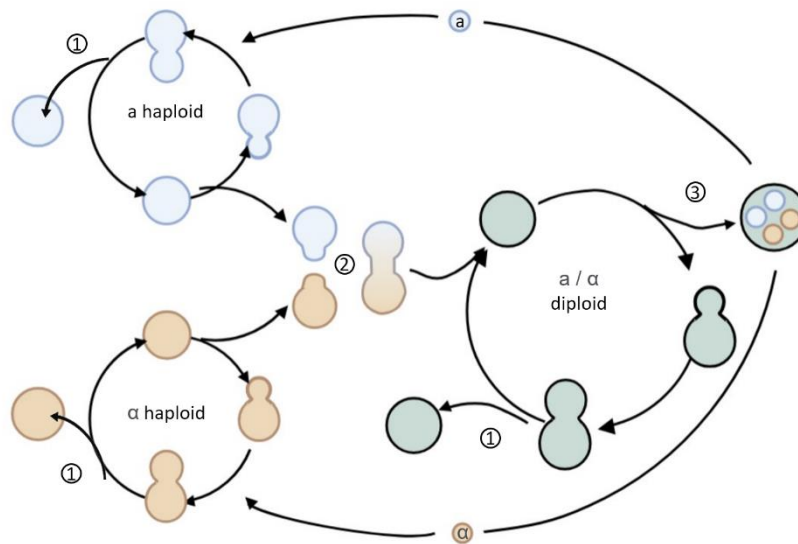 a
①
a haploid
③
②
a / α
diploid
α haploid
①
①
α